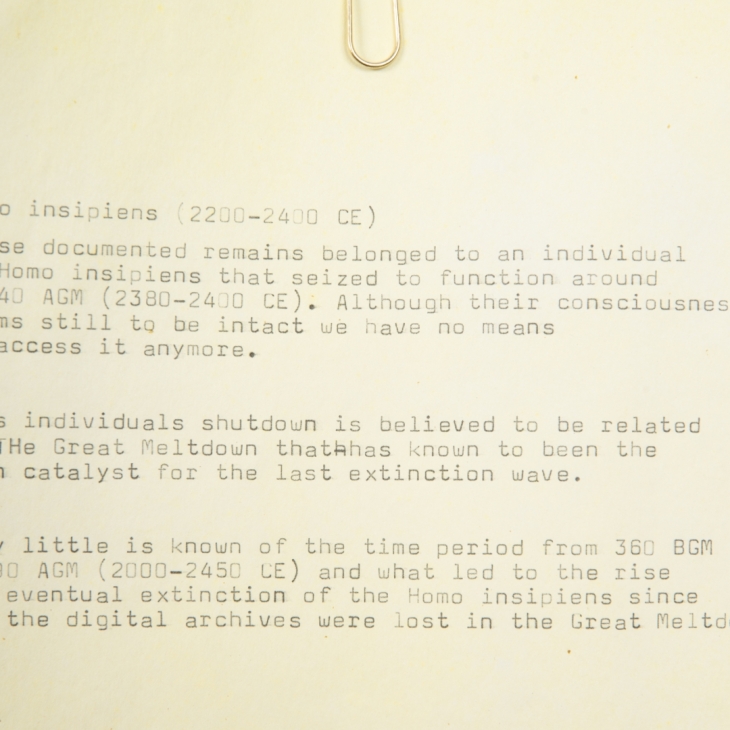 o insipiens (2200-2400 CE)
se documented remains belonged to an individual
Homo insipiens that seized to function around
40 AGM (2380-2400 CE). Although their consciousnes
ms still to be intact we have no means
access it anymore.
s individuals shutdown is believed to be related
THe Great Meltdown thathhas known to been the
n catalyst for the last extinction wave.
y little is known of the time period from 360 BGM
90 AGM (2000-2450 CE) and what led to the rise
eventual extinction of the Homo insipiens since
the digital archives were lost in the Great Meltd